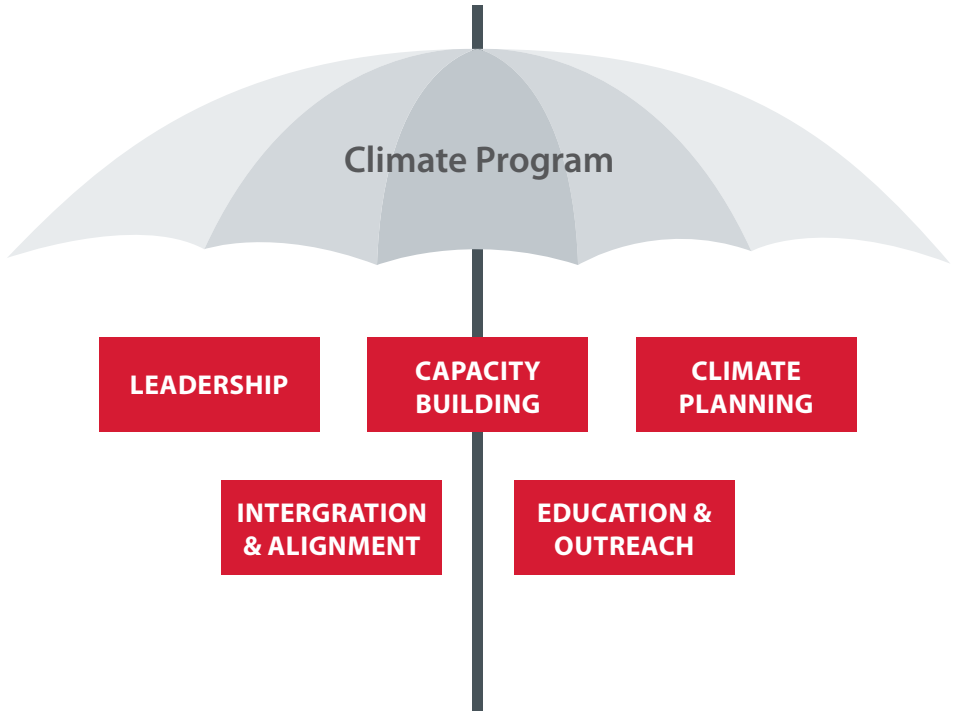 Climate Program
LEADERSHIP
CAPACITY
BUILDING
CLIMATE
PLANNING
INTERGRATION
& ALIGNMENT
EDUCATION &
OUTREACH